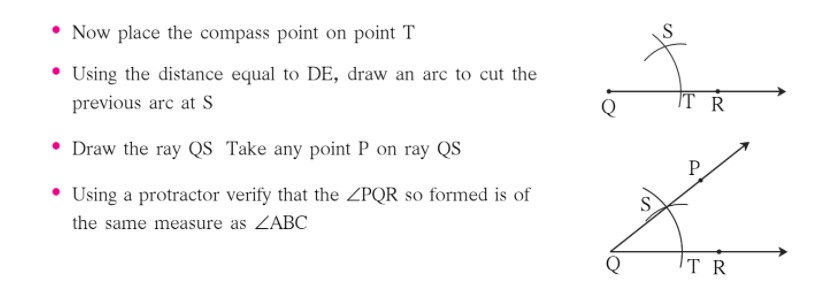 • Now place the compass point on point T
• Using the distance equal to DE, draw an arc to cut the
previous arc at S
• Draw the ray QS Take any point P on ray QS
• Using a protractor verify that the ∠PQR so formed is of
the same measure as ∠ABC
S
Q
T R
P
S
Q
T R